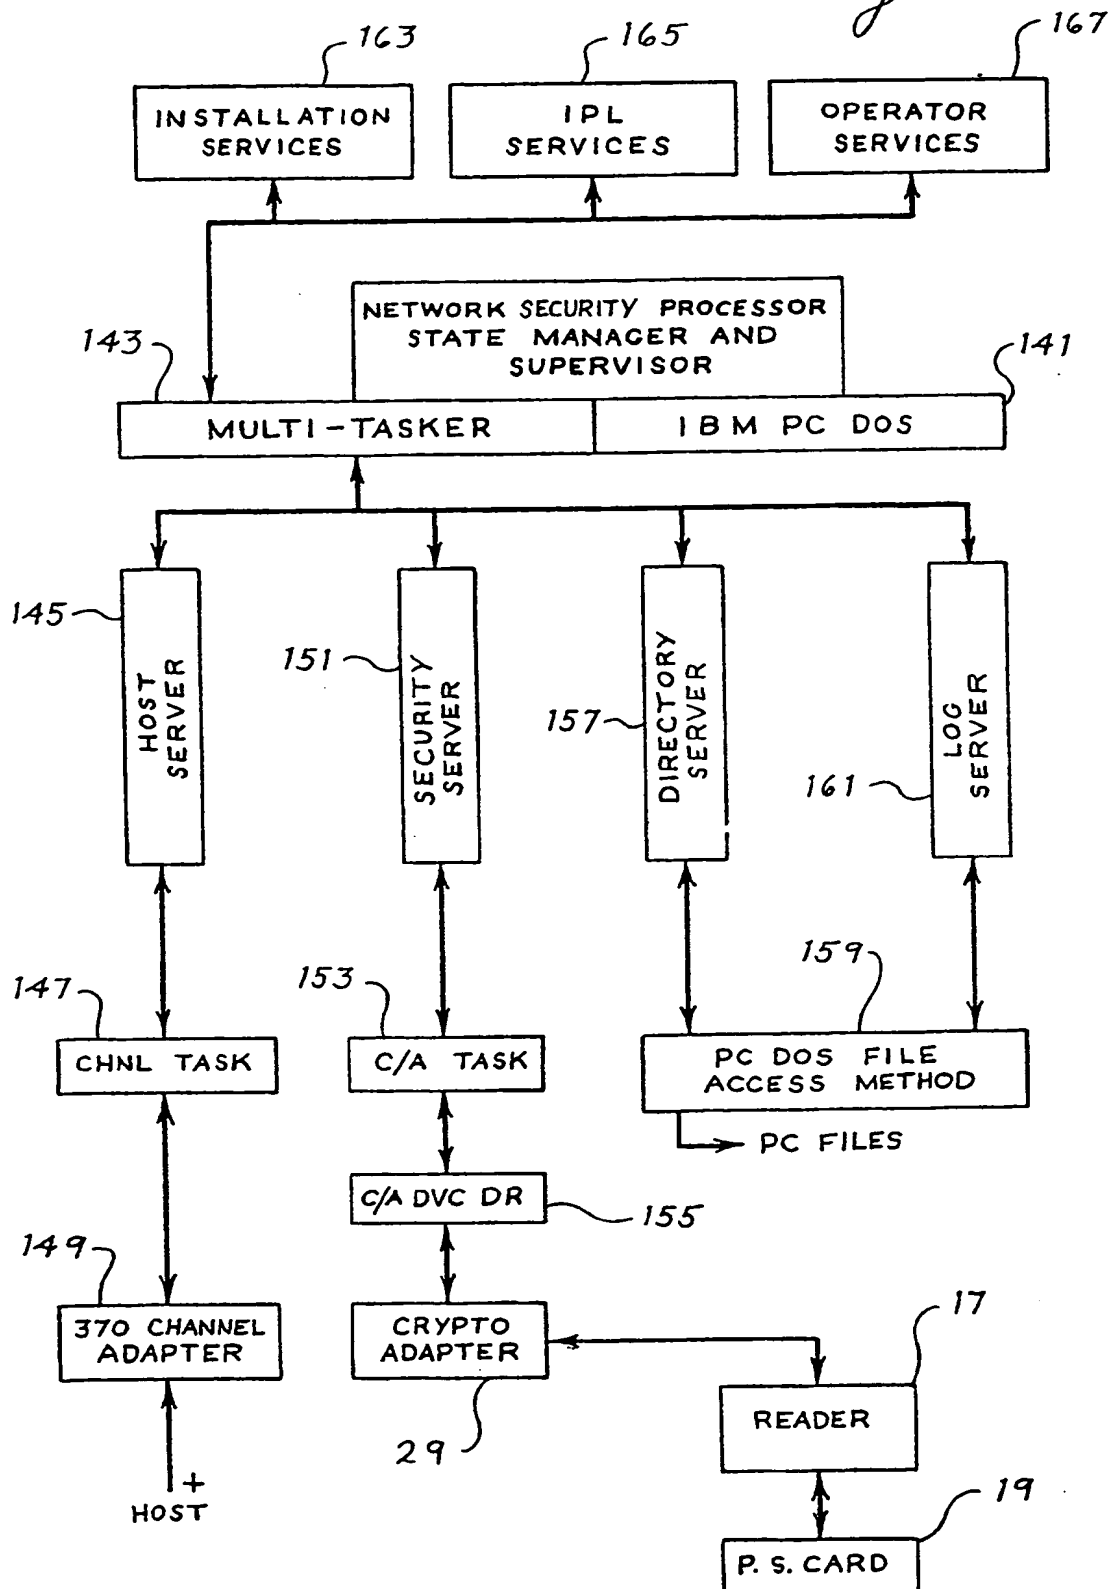 163
165
167
INSTALLATION
SERVICES
IPL
SERVICES
OPERATOR
SERVICES
NETWORK SECURITY PROCESSOR
STATE MANAGER AND
SUPERVISOR
143
141
MULTI-TASKER
IBM PC DOS
145
HOST
SERVER
151
SECURITY
SERVER
157
DIRECTORY
SERVER
161
LOG
SERVER
147
CHNL TASK
153
C/A TASK
159
PC DOS FILE
ACCESS METHOD
PC FILES
C/A DVC DR
155
149
370 CHANNEL
ADAPTER
CRYPTO
ADAPTER
29
17
READER
+
HOST
19
P. S. CARD